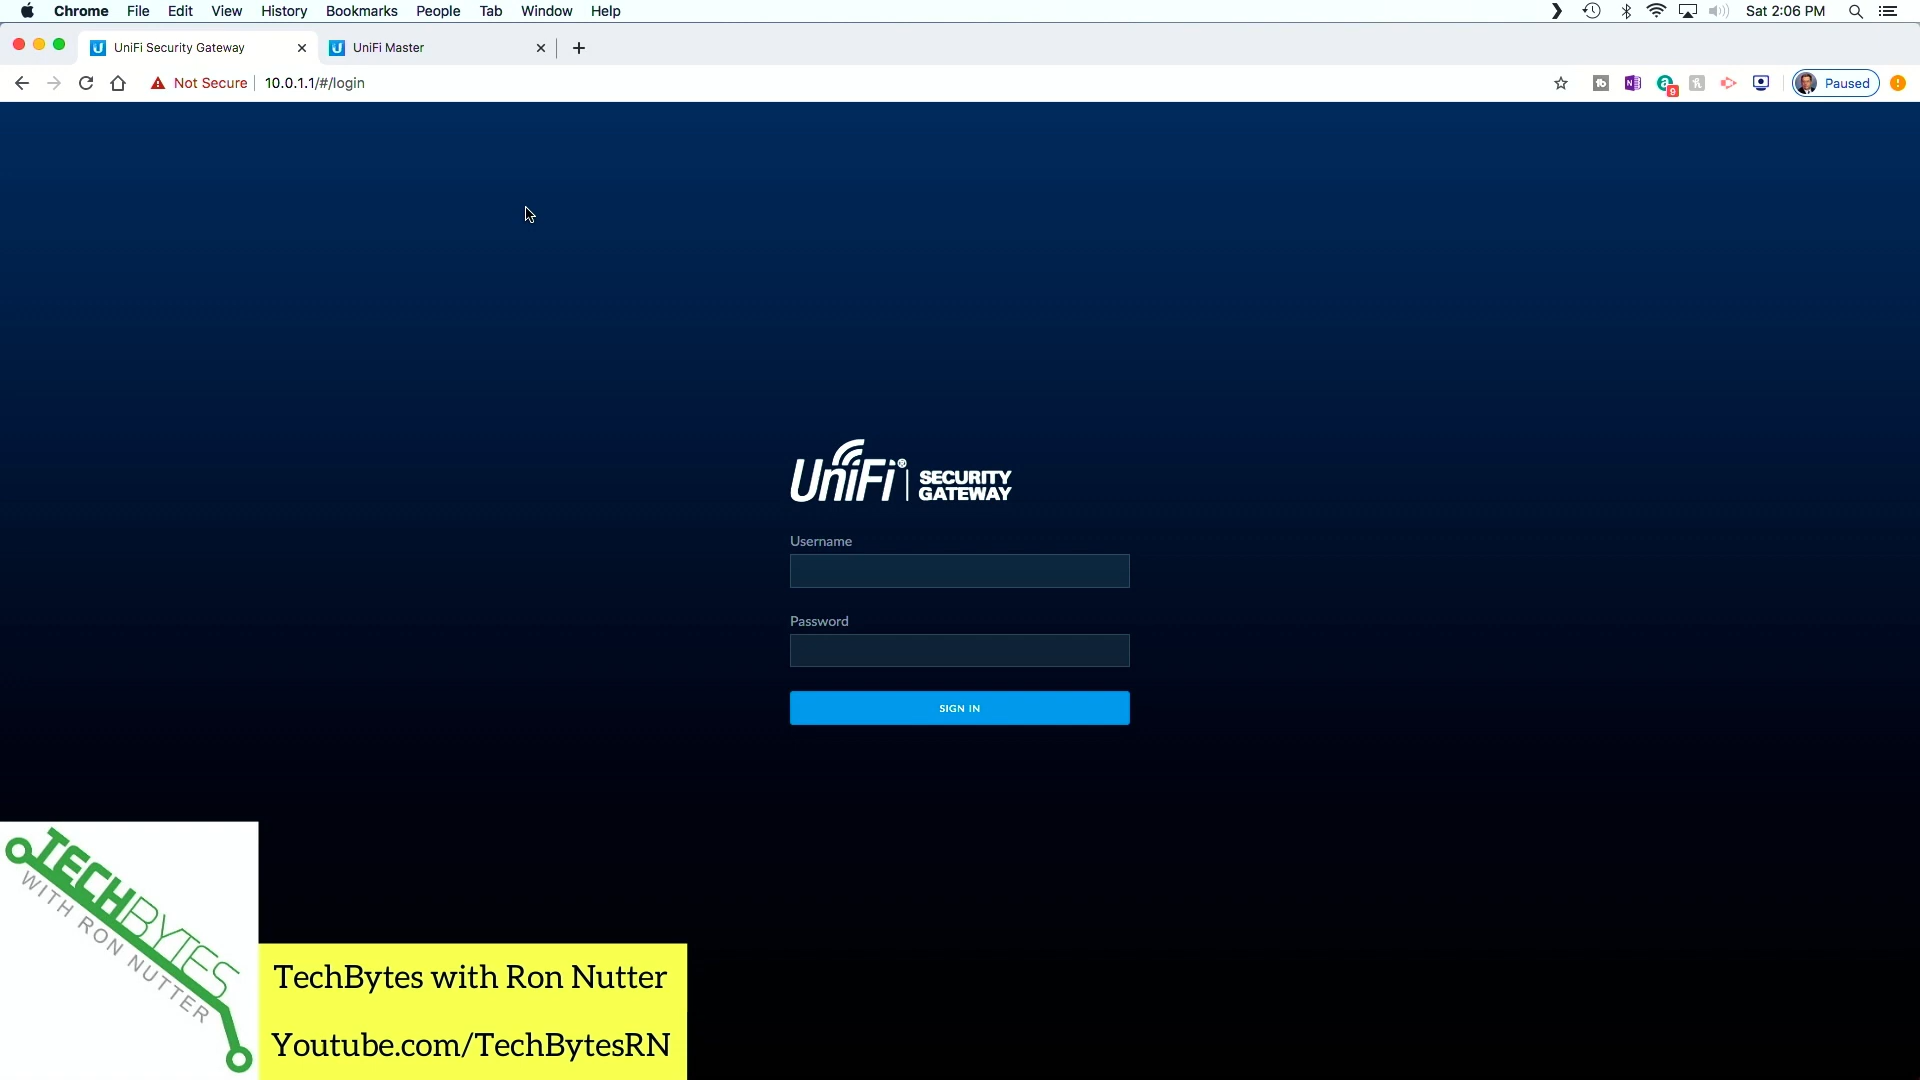 Chrome File Edit View History Bookmarks People Tab Window Help Sat 2:06 PM
UniFi Security Gateway UniFi Master
Not Secure 10.0.1.1/#/login Paused
9
UniFi® SECURITY GATEWAY
Username
Password
SIGN IN
TECHBYTES
WITH RON NUTTER
TechBytes with Ron Nutter
Youtube.com/TechBytesRN